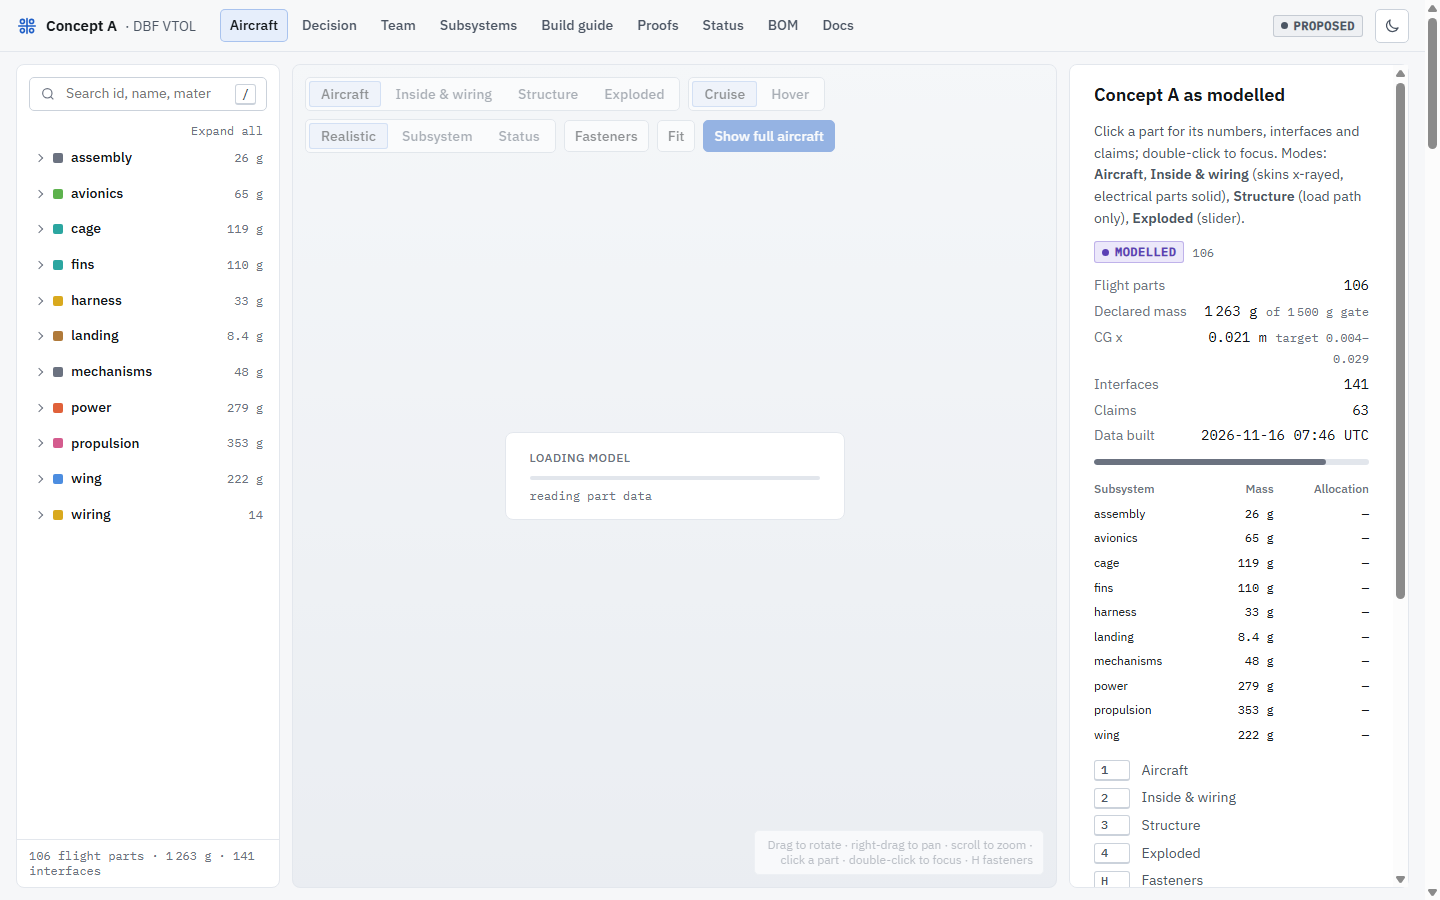 Concept A · DBF VTOL
Aircraft Decision Team Subsystems Build guide Proofs Status BOM Docs
PROPOSED
Search id, name, mater /
Expand all
assembly 26 g
avionics 65 g
cage 119 g
fins 110 g
harness 33 g
landing 8.4 g
mechanisms 48 g
power 279 g
propulsion 353 g
wing 222 g
wiring 14
106 flight parts · 1 263 g · 141
interfaces
Aircraft Inside & wiring Structure Exploded Cruise Hover
Realistic Subsystem Status Fasteners Fit Show full aircraft
LOADING MODEL
reading part data
Drag to rotate · right-drag to pan · scroll to zoom ·
click a part · double-click to focus · H fasteners
Concept A as modelled
Click a part for its numbers, interfaces and
claims; double-click to focus. Modes:
Aircraft, Inside & wiring (skins x-rayed,
electrical parts solid), Structure (load path
only), Exploded (slider).
MODELLED 106
Flight parts 106
Declared mass 1 263 g of 1 500 g gate
CG x 0.021 m target 0.004–
0.029
Interfaces 141
Claims 63
Data built 2026-11-16 07:46 UTC
Subsystem Mass Allocation
assembly 26 g –
avionics 65 g –
cage 119 g –
fins 110 g –
harness 33 g –
landing 8.4 g –
mechanisms 48 g –
power 279 g –
propulsion 353 g –
wing 222 g –
1 Aircraft
2 Inside & wiring
3 Structure
4 Exploded
H Fasteners